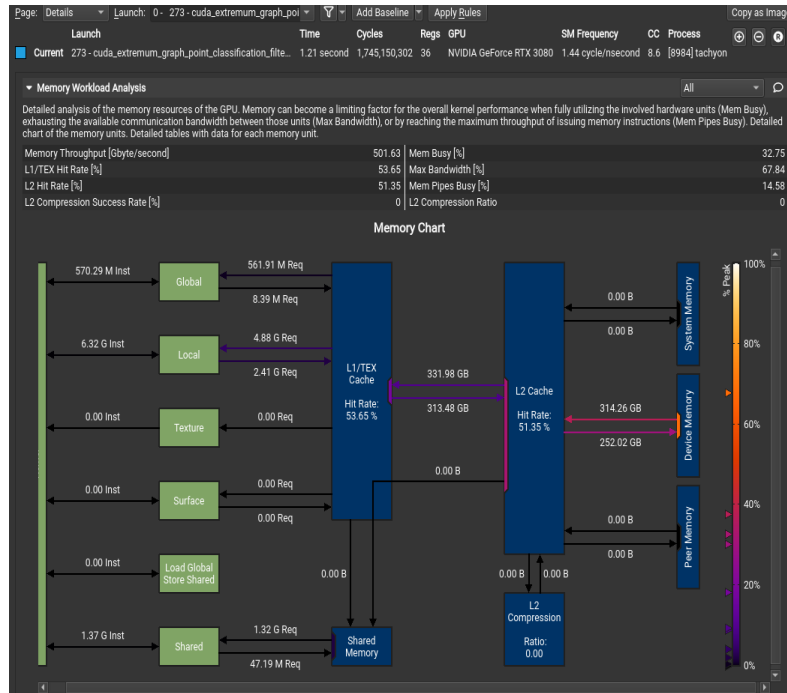 Page: Details Launch: 0 - 273 - cuda_extremum_graph_poi Add Baseline Apply Rules Copy as Imag
Launch Time Cycles Regs GPU SM Frequency CC Process
Current 273 - cuda_extremum_graph_point_classification_filte... 1.21 second 1,745,150,302 36 NVIDIA GeForce RTX 3080 1.44 cycle/nsecond 8.6 [8984] tachyon
R
Memory Workload Analysis All
Detailed analysis of the memory resources of the GPU. Memory can become a limiting factor for the overall kernel performance when fully utilizing the involved hardware units (Mem Busy),
exhausting the available communication bandwidth between those units (Max Bandwidth), or by reaching the maximum throughput of issuing memory instructions (Mem Pipes Busy). Detailed
chart of the memory units. Detailed tables with data for each memory unit.
Memory Throughput [Gbyte/second] 501.63 Mem Busy [%] 32.75
L1/TEX Hit Rate [%] 53.65 Max Bandwidth [%] 67.84
L2 Hit Rate [%] 51.35 Mem Pipes Busy [%] 14.58
L2 Compression Success Rate [%] 0 L2 Compression Ratio 0
Memory Chart
570.29 M Inst
Global
561.91 M Req
8.39 M Req
6.32 G Inst
Local
4.88 G Req
2.41 G Req
0.00 Inst
Texture
0.00 Req
0.00 Inst
Surface
0.00 Req
0.00 Req
0.00 Inst
Load Global
Store Shared
1.37 G Inst
Shared
1.32 G Req
47.19 M Req
L1/TEX
Cache
Hit Rate:
53.65 %
0.00 B
Shared
Memory
331.98 GB
313.48 GB
0.00 B
L2 Cache
Hit Rate:
51.35 %
0.00 B 0.00 B
L2
Compression
Ratio:
0.00
0.00 B
0.00 B
System Memory
314.26 GB
252.02 GB
Device Memory
0.00 B
0.00 B
Peer Memory
% Peak
100%
80%
60%
40%
20%
0%